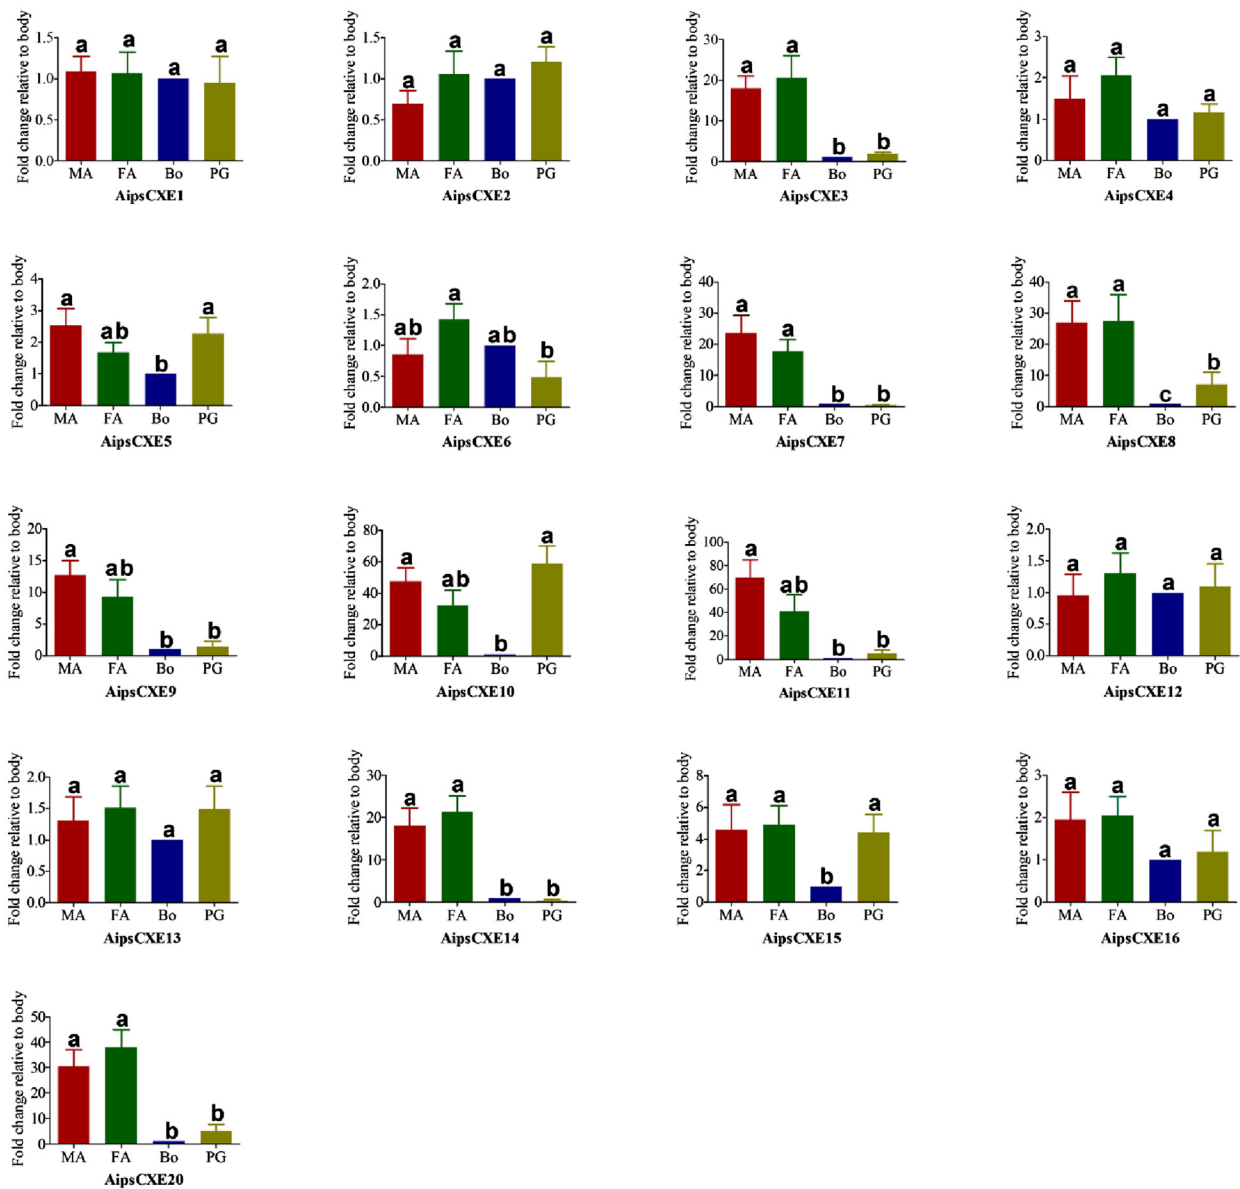 Fold change relative to body
1.5
1.0
0.5
0.0
a a a a
MA FA Bo PG
AipsCXE1
Fold change relative to body
1.5
1.0
0.5
0.0
a a a a
MA FA Bo PG
AipsCXE2
Fold change relative to body
30
20
10
0
a a b b
MA FA Bo PG
AipsCXE3
Fold change relative to body
3
2
1
0
a a a a
MA FA Bo PG
AipsCXE4
Fold change relative to body
4
3
2
1
0
a ab b a
MA FA Bo PG
AipsCXE5
Fold change relative to body
2.0
1.5
1.0
0.5
0.0
ab a ab b
MA FA Bo PG
AipsCXE6
Fold change relative to body
40
30
20
10
0
a a b b
MA FA Bo PG
AipsCXE7
Fold change relative to body
40
30
20
10
0
a a c b
MA FA Bo PG
AipsCXE8
Fold change relative to body
20
15
10
5
0
a ab b b
MA FA Bo PG
AipsCXE9
Fold change relative to body
80
60
40
20
0
a ab b a
MA FA Bo PG
AipsCXE10
Fold change relative to body
100
80
60
40
20
0
a ab b b
MA FA Bo PG
AipsCXE11
Fold change relative to body
2.0
1.5
1.0
0.5
0.0
a a a a
MA FA Bo PG
AipsCXE12
Fold change relative to body
2.0
1.5
1.0
0.5
0.0
a a a a
MA FA Bo PG
AipsCXE13
Fold change relative to body
30
20
10
0
a a b b
MA FA Bo PG
AipsCXE14
Fold change relative to body
8
6
4
2
0
a a b a
MA FA Bo PG
AipsCXE15
Fold change relative to body
3
2
1
0
a a a a
MA FA Bo PG
AipsCXE16
Fold change relative to body
50
40
30
20
10
0
a a b b
MA FA Bo PG
AipsCXE20